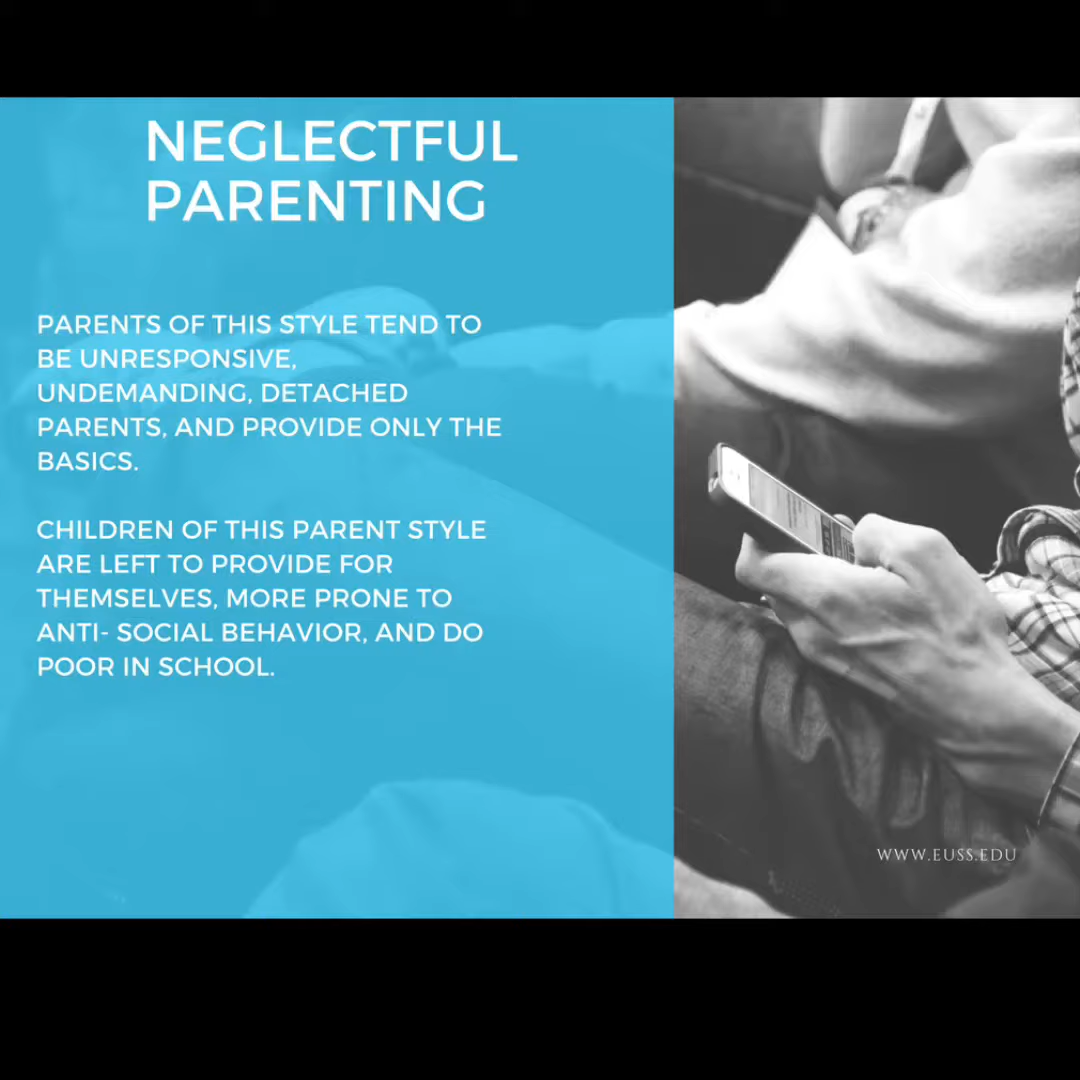 NEGLECTFUL
PARENTING
PARENTS OF THIS STYLE TEND TO
BE UNRESPONSIVE,
UNDEMANDING, DETACHED
PARENTS, AND PROVIDE ONLY THE
BASICS.
CHILDREN OF THIS PARENT STYLE
ARE LEFT TO PROVIDE FOR
THEMSELVES, MORE PRONE TO
ANTI- SOCIAL BEHAVIOR, AND DO
POOR IN SCHOOL.
WWW.EUSS.EDU